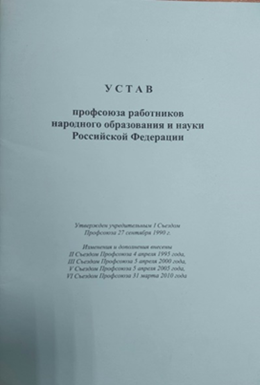 УСТАВ
профсоюза работников
народного образования и науки
Российской Федерации
Утвержден учредительным I Съездом
Профсоюза 27 сентября 1990 г.
Изменения и дополнения внесены
II Съездом Профсоюза 4 апреля 1995 года,
III Съездом Профсоюза 5 апреля 2000 года,
V Съездом Профсоюза 5 апреля 2005 года,
VI Съездом Профсоюза 31 марта 2010 года